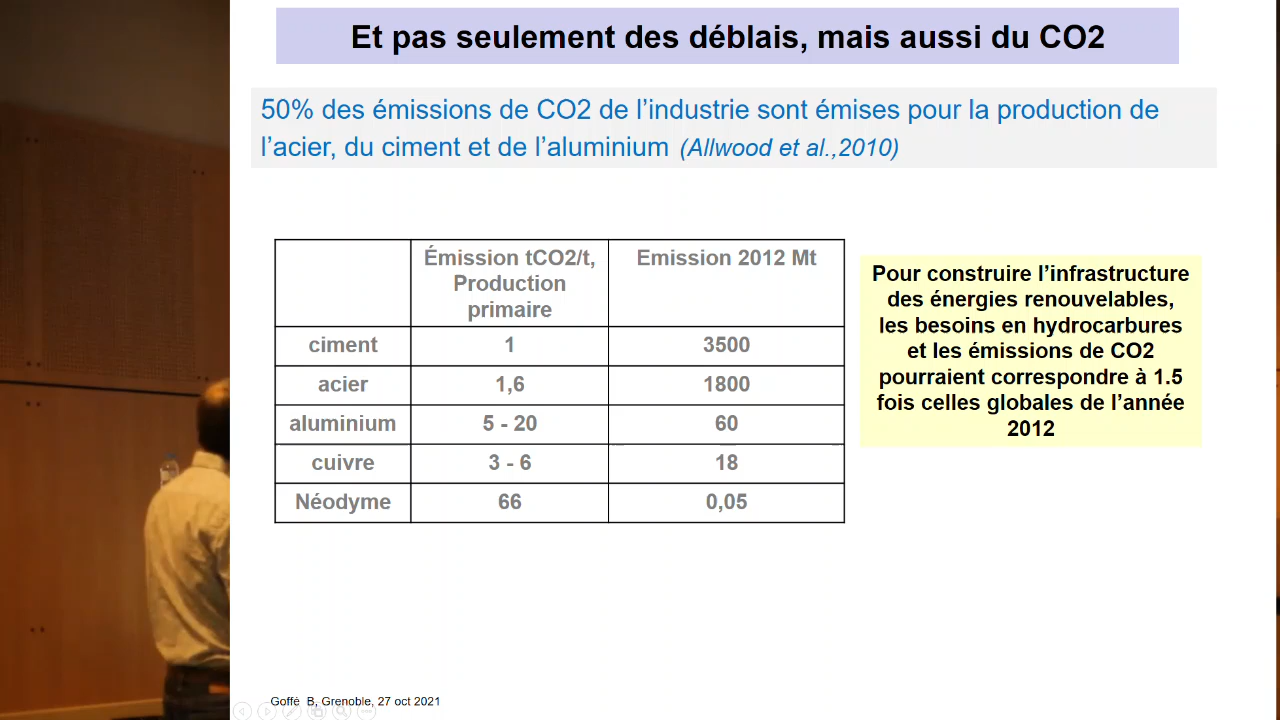 Et pas seulement des déblais, mais aussi du CO2
50% des émissions de CO2 de l’industrie sont émises pour la production de
l’acier, du ciment et de l’aluminium (Allwood et al.,2010)
Émission tCO2/t,
Production
primaire
Emission 2012 Mt
ciment 1 3500
acier 1,6 1800
aluminium 5 - 20 60
cuivre 3 - 6 18
Néodyme 66 0,05
Pour construire l’infrastructure
des énergies renouvelables,
les besoins en hydrocarbures
et les émissions de CO2
pourraient correspondre à 1.5
fois celles globales de l’année
2012
Goffé B, Grenoble, 27 oct 2021